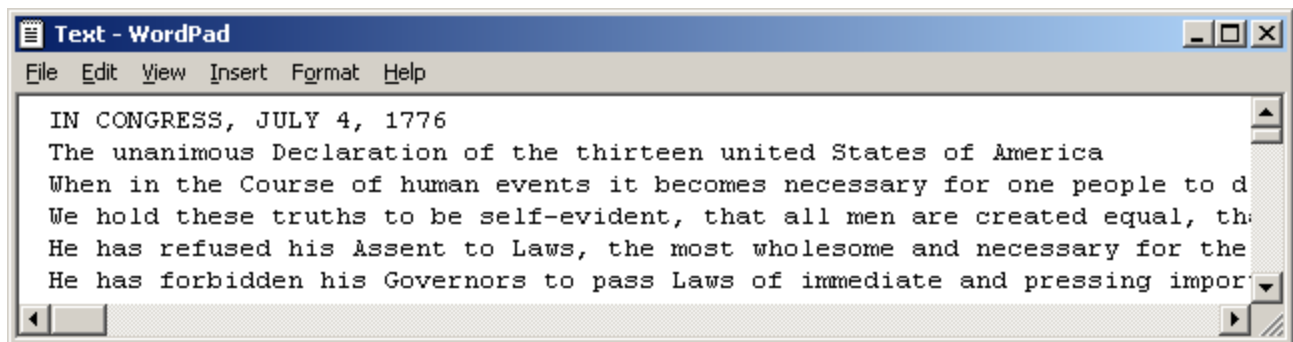 Text - WordPad
File Edit View Insert Format Help
IN CONGRESS, JULY 4, 1776
The unanimous Declaration of the thirteen united States of America
When in the Course of human events it becomes necessary for one people to d
We hold these truths to be self-evident, that all men are created equal, tha
He has refused his Assent to Laws, the most wholesome and necessary for the
He has forbidden his Governors to pass Laws of immediate and pressing impor